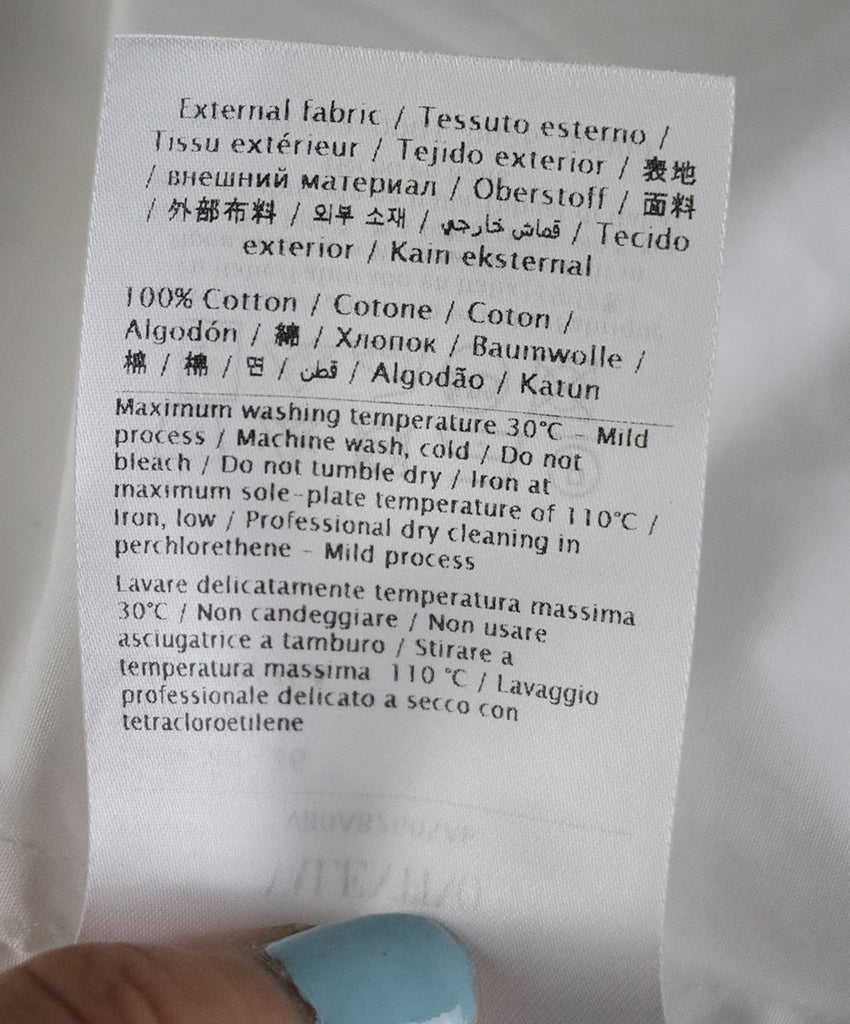 External fabric / Tessuto esterno /
Tissu extérieur / Tejido exterior / 表地
/ внешний материал / Oberstoff / 面料
/ 外部布料 / 외부 소재 / قماش خارجي / Tecido
exterior / Kain eksternal
100% Cotton / Cotone / Coton /
Algodón / 綿 / Хлопок / Baumwolle /
棉 / 棉 / 면 / قطن / Algodão / Katun
Maximum washing temperature 30°C – Mild
process / Machine wash, cold / Do not
bleach / Do not tumble dry / Iron at
maximum sole-plate temperature of 110°C /
Iron, low / Professional dry cleaning in
perchlorethene – Mild process
Lavare delicatamente temperatura massima
30°C / Non candeggiare / Non usare
asciugatrice a tamburo / Stirare a
temperatura massima 110 °C / Lavaggio
professionale delicato a secco con
tetracloroetilene
VALENTINO